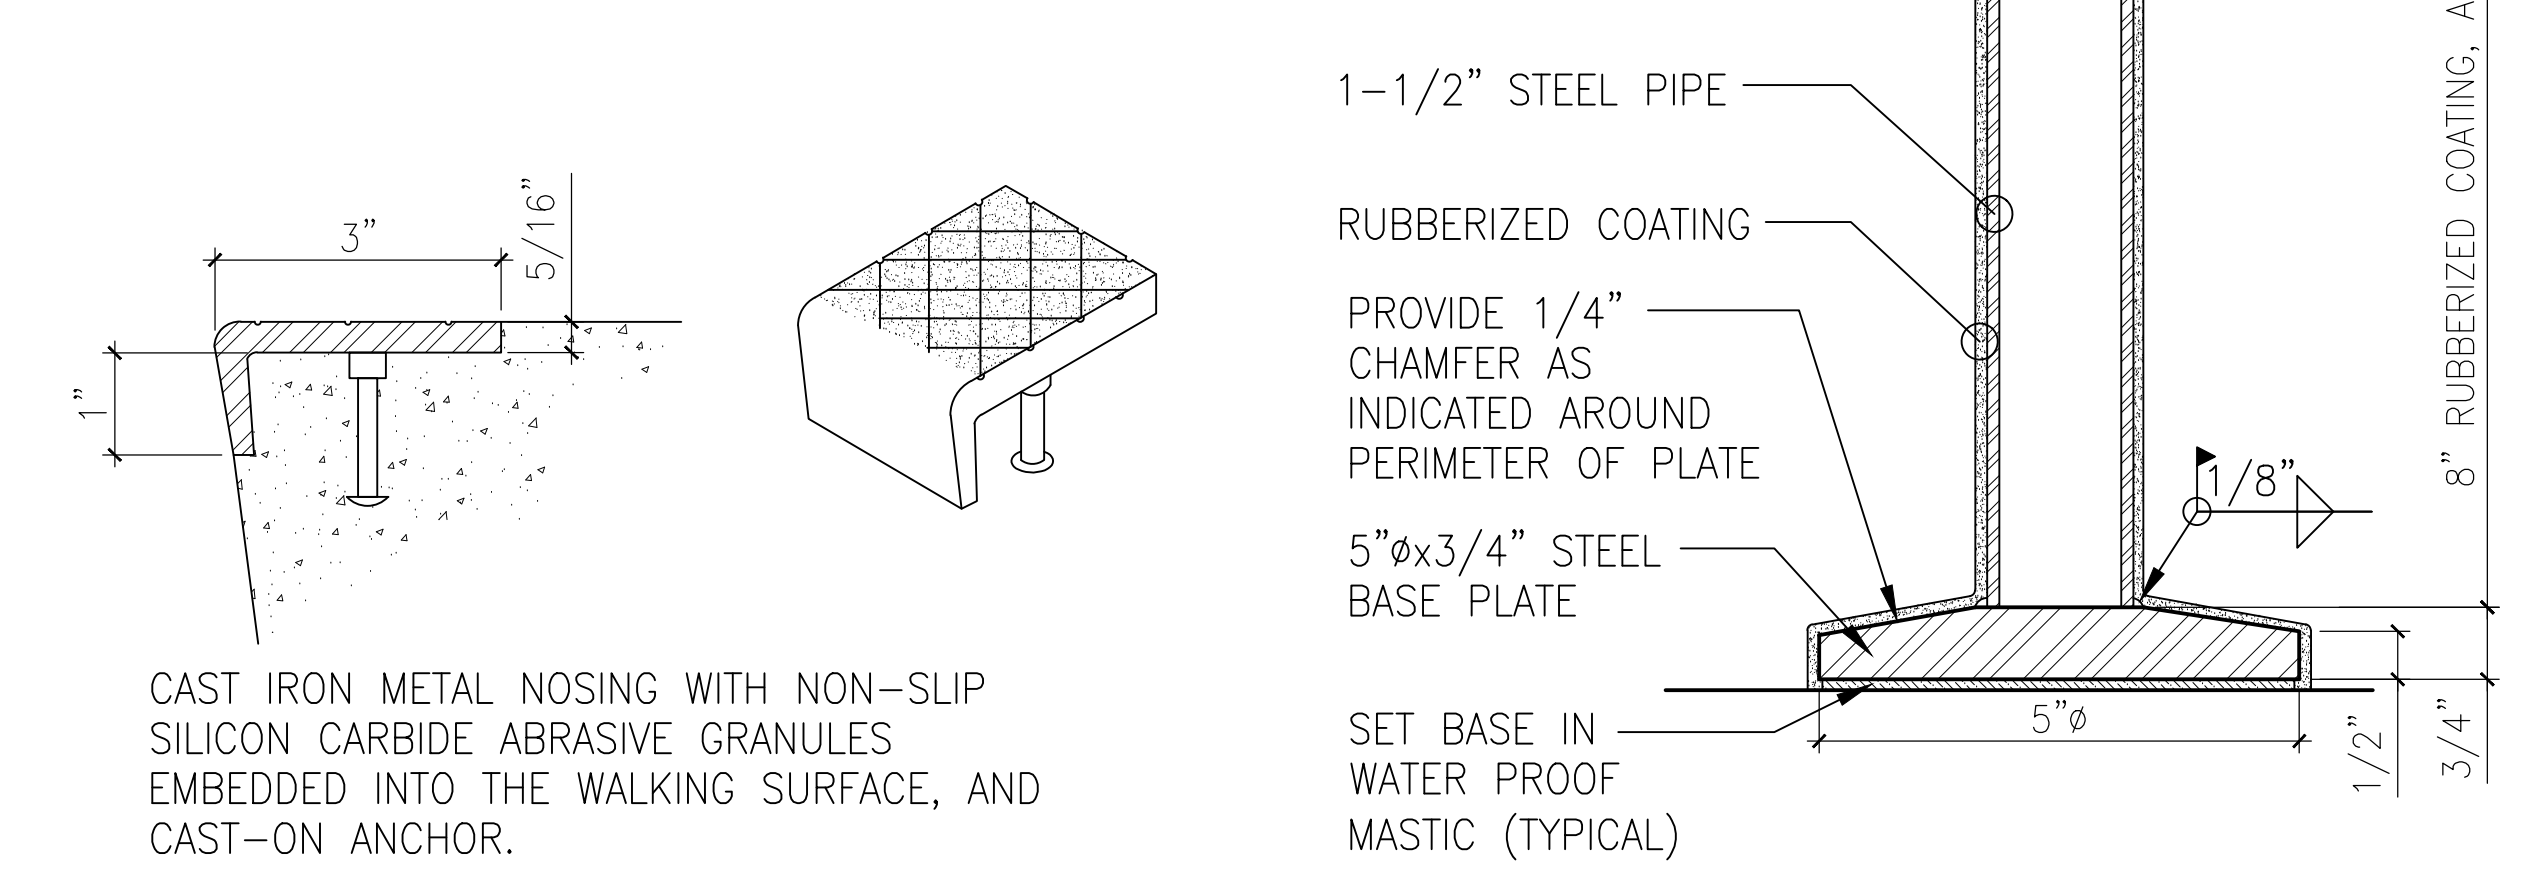 3”
5/16”
1”
CAST IRON METAL NOSING WITH NON-SLIP
SILICON CARBIDE ABRASIVE GRANULES
EMBEDDED INTO THE WALKING SURFACE, AND
CAST-ON ANCHOR.
1-1/2” STEEL PIPE
RUBBERIZED COATING
PROVIDE 1/4”
CHAMFER AS
INDICATED AROUND
PERIMETER OF PLATE
5”øx3/4” STEEL
BASE PLATE
SET BASE IN
WATER PROOF
MASTIC (TYPICAL)
1/8”
5”ø
1/2”
3/4”
8” RUBBERIZED COATING,